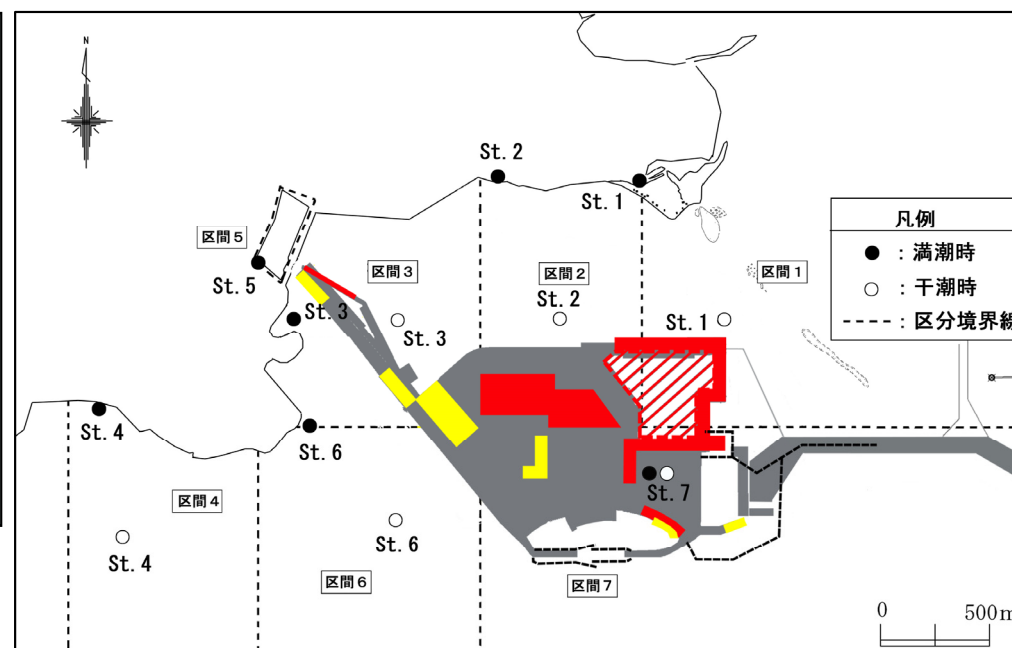 N
St. 2
St. 1
凡例
●：満潮時
○：干潮時
-----：区分境界線
区間５
区間３
区間２
区間１
St. 5
St. 3
St. 3
St. 2
St. 1
St. 4
St. 6
St. 7
区間４
St. 4
St. 6
区間６
区間７
0 500m